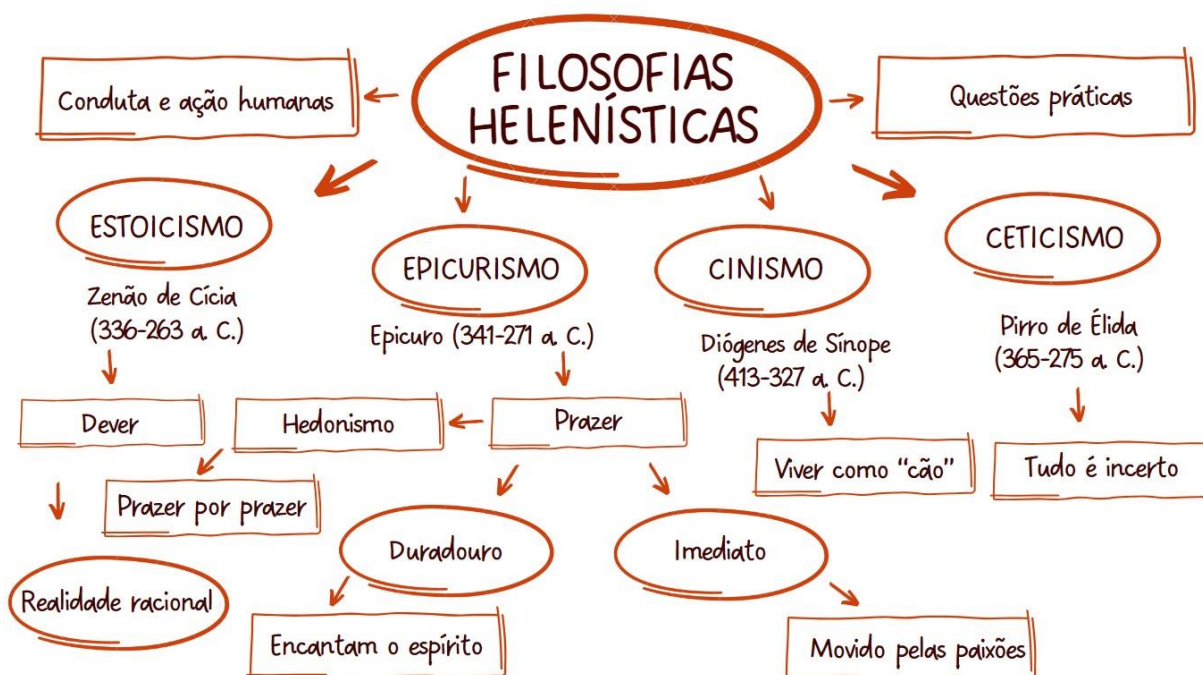 FILOSOFIAS
HELENÍSTICAS
Conduta e ação humanas
Questões práticas
ESTOICISMO
Zenão de Cícia
(336-263 a. C.)
Dever
Realidade racional
EPICURISMO
Epicuro (341-271 a. C.)
Prazer
Hedonismo
Prazer por prazer
Duradouro
Encantam o espírito
Imediato
Movido pelas paixões
CINISMO
Diógenes de Sínope
(413-327 a. C.)
Viver como “cão”
CETICISMO
Pirro de Élida
(365-275 a. C.)
Tudo é incerto